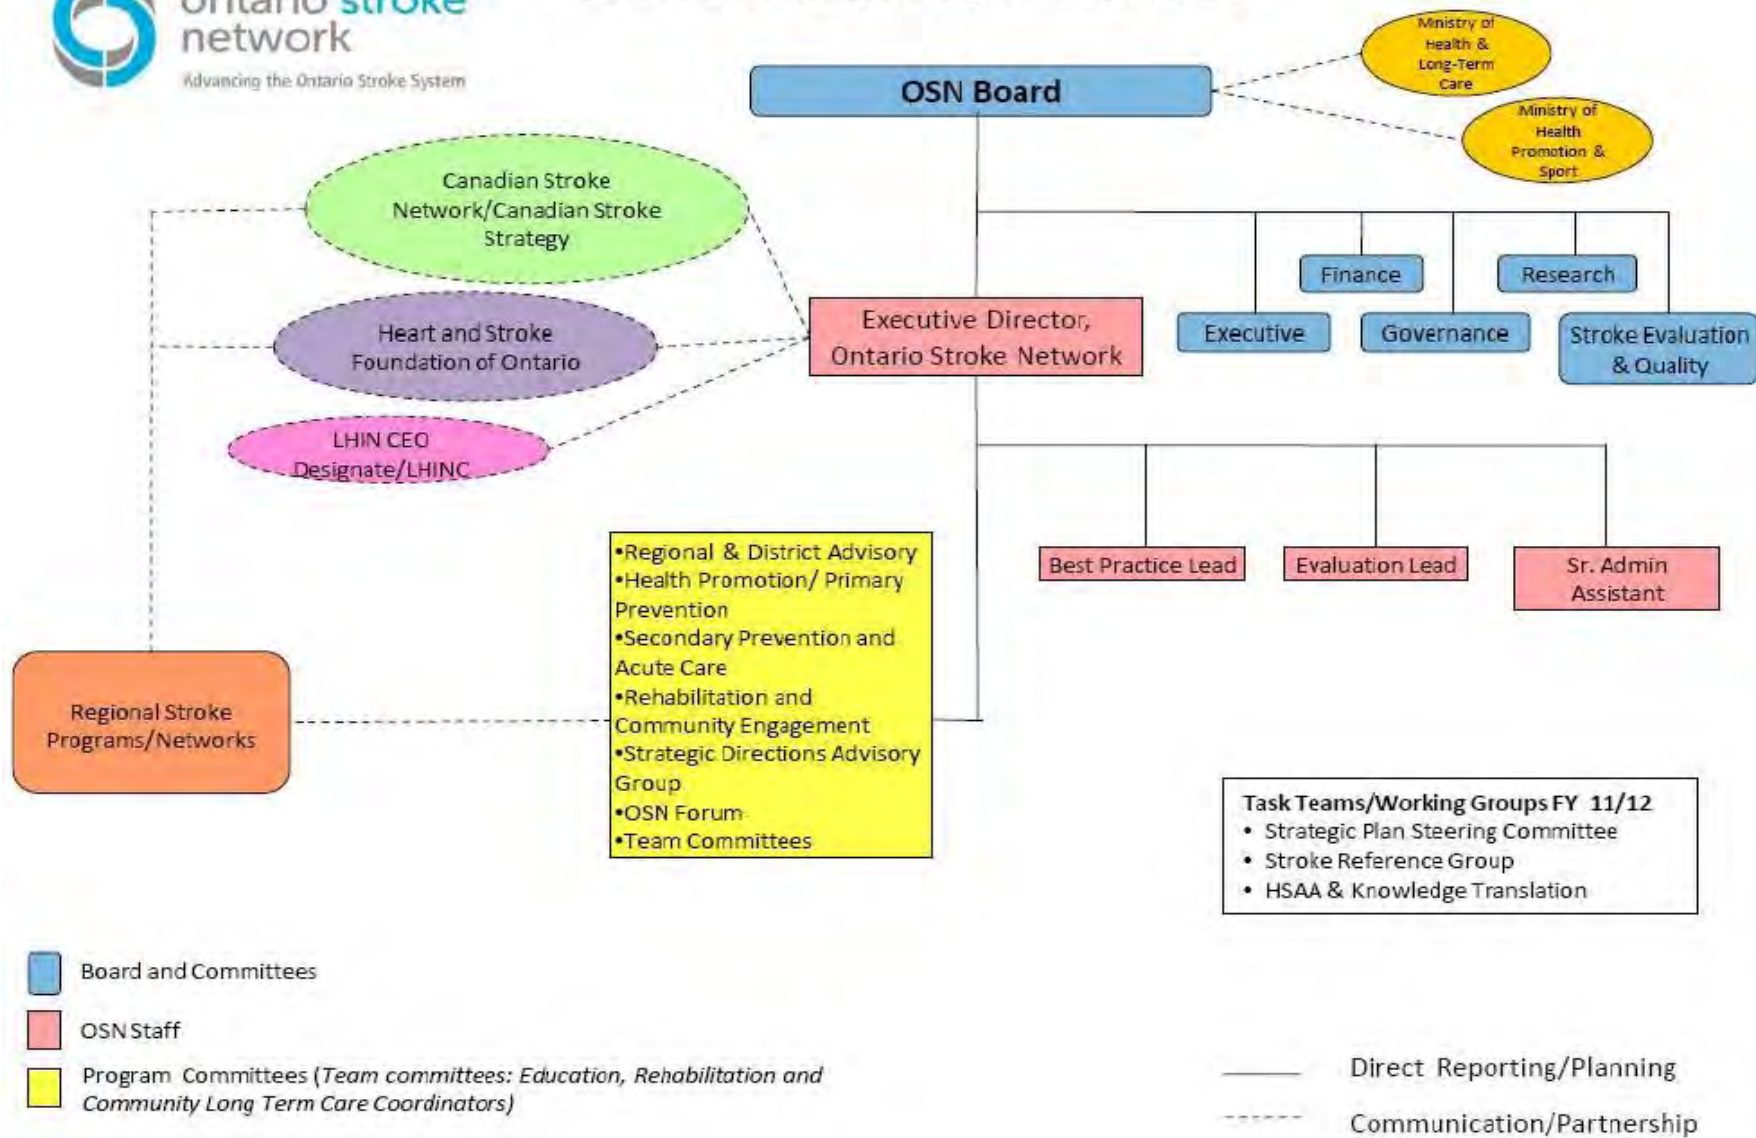 ontario stroke
network
Advancing the Ontario Stroke System
OSN Board
Ministry of
Health &
Long-Term
Care
Ministry of
Health
Promotion &
Sport
Canadian Stroke
Network/Canadian Stroke
Strategy
Heart and Stroke
Foundation of Ontario
LHIN CEO
Designate/LHINC
Executive Director,
Ontario Stroke Network
Finance
Research
Executive
Governance
Stroke Evaluation
& Quality
Best Practice Lead
Evaluation Lead
Sr. Admin
Assistant
•Regional & District Advisory
•Health Promotion/ Primary
Prevention
•Secondary Prevention and
Acute Care
•Rehabilitation and
Community Engagement
•Strategic Directions Advisory
Group
•OSN Forum
•Team Committees
Regional Stroke
Programs/Networks
Task Teams/Working Groups FY 11/12
• Strategic Plan Steering Committee
• Stroke Reference Group
• HSAA & Knowledge Translation
Board and Committees
OSN Staff
Program Committees (Team committees: Education, Rehabilitation and
Community Long Term Care Coordinators)
Direct Reporting/Planning
Communication/Partnership